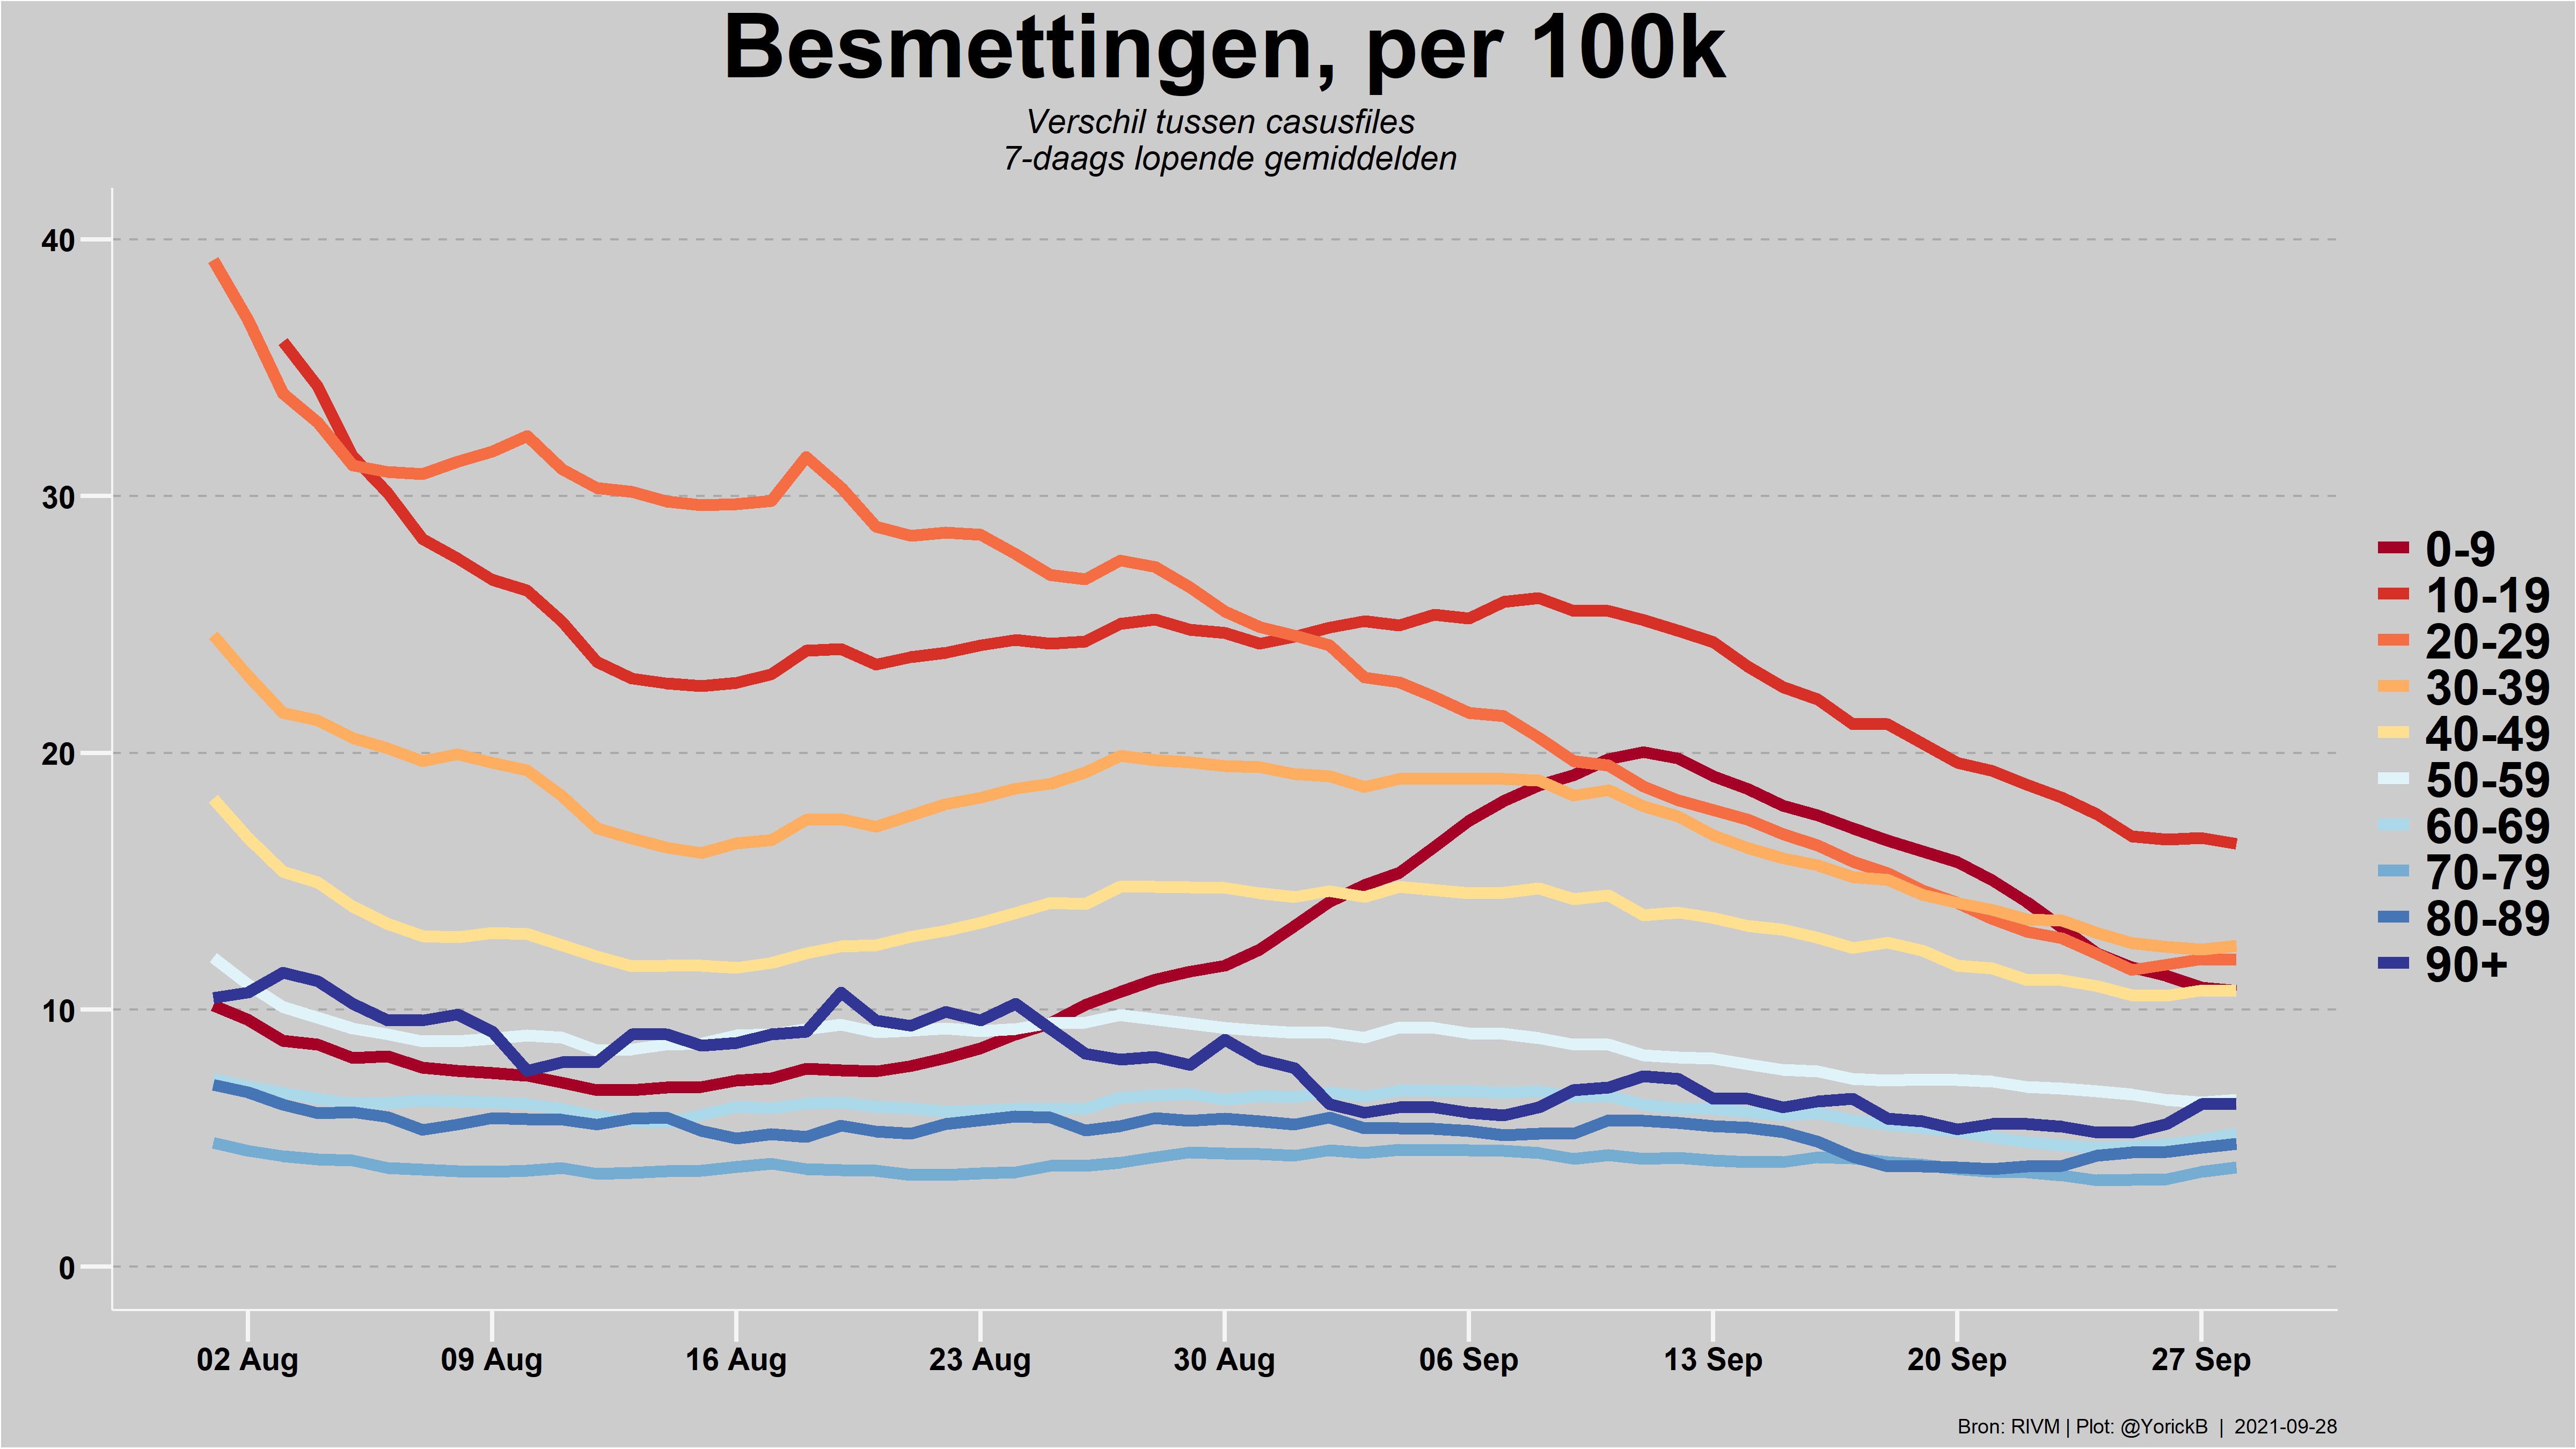 Besmettingen, per 100k
Verschil tussen casusfiles
7-daags lopende gemiddelden
40
30
20
10
0
0-9
10-19
20-29
30-39
40-49
50-59
60-69
70-79
80-89
90+
02 Aug
09 Aug
16 Aug
23 Aug
30 Aug
06 Sep
13 Sep
20 Sep
27 Sep
Bron: RIVM | Plot: @YorickB | 2021-09-28